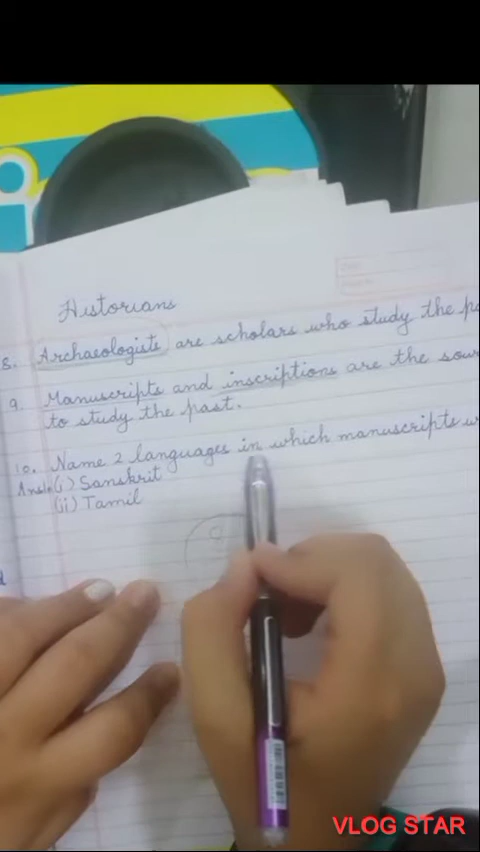 Historians
8. Archaeologists are scholars who study the
9. Manuscripts and inscriptions are the
to study the past.
10. Name 2 languages in which manuscripts
Ans:- (i) Sanskrit
(ii) Tamil
VLOG STAR